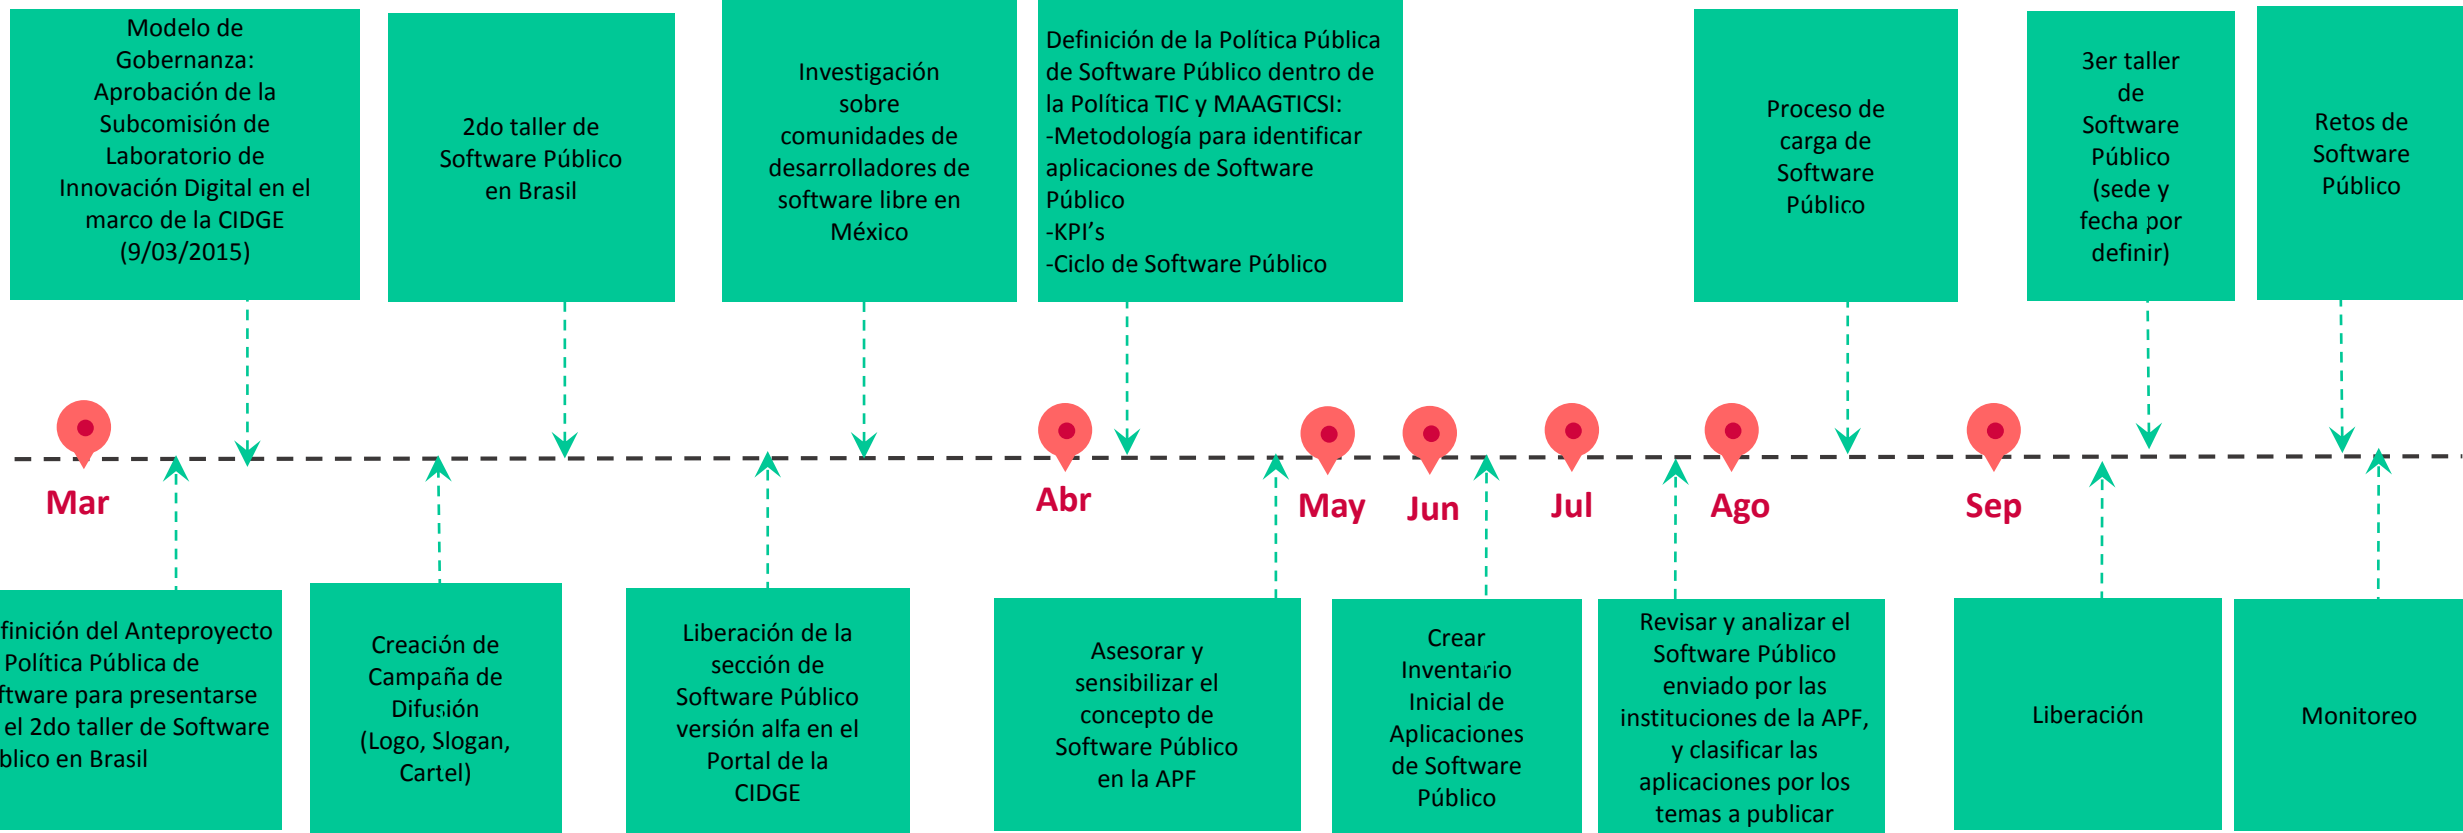 Modelo de
Gobernanza:
Aprobación de la
Subcomisión de
Laboratorio de
Innovación Digital en el
marco de la CIDGE
(9/03/2015)
2do taller de
Software Público
en Brasil
Investigación
sobre
comunidades de
desarrolladores de
software libre en
México
Definición de la Política Pública
de Software Público dentro de
la Política TIC y MAAGTICSI:
-Metodología para identificar
aplicaciones de Software
Público
-KPI’s
-Ciclo de Software Público
Proceso de
carga de
Software
Público
3er taller
de
Software
Público
(sede y
fecha por
definir)
Retos de
Software
Público
Mar
Abr
May
Jun
Jul
Ago
Sep
finición del Anteproyecto
Política Pública de
ftware para presentarse
el 2do taller de Software
blico en Brasil
Creación de
Campaña de
Difusión
(Logo, Slogan,
Cartel)
Liberación de la
sección de
Software Público
versión alfa en el
Portal de la
CIDGE
Asesorar y
sensibilizar el
concepto de
Software Público
en la APF
Crear
Inventario
Inicial de
Aplicaciones
de Software
Público
Revisar y analizar el
Software Público
enviado por las
instituciones de la APF,
y clasificar las
aplicaciones por los
temas a publicar
Liberación
Monitoreo